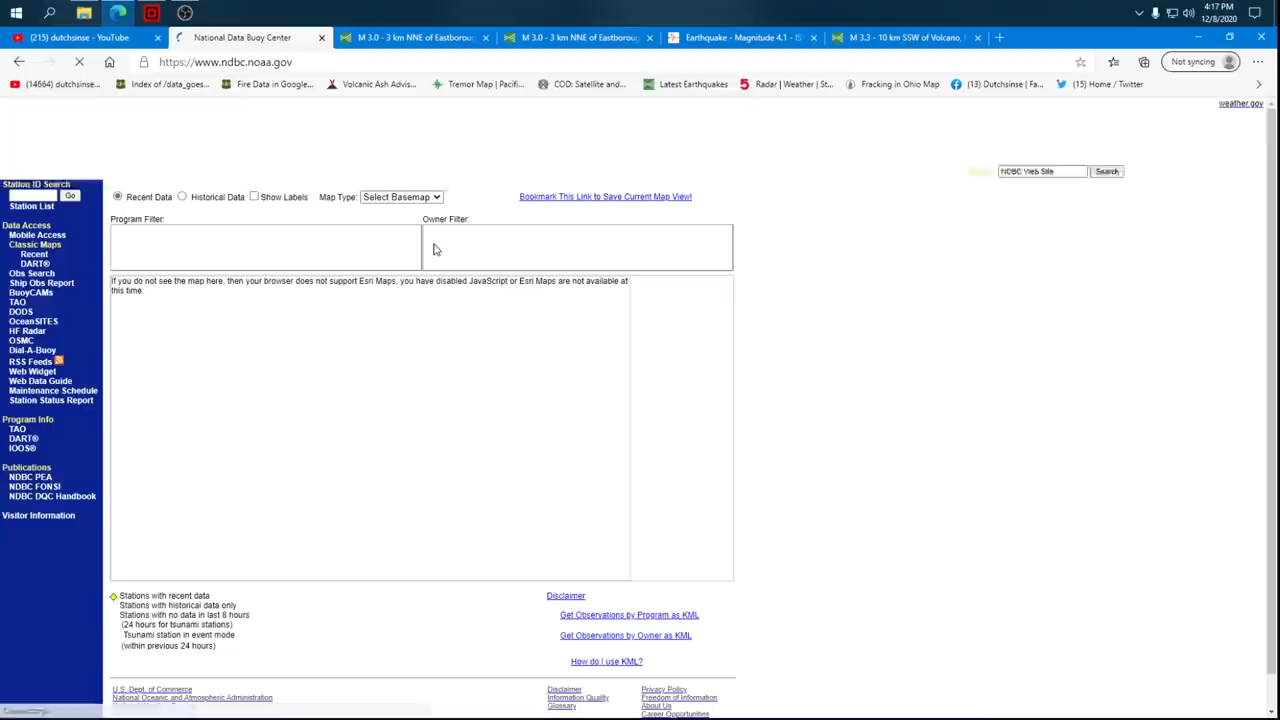 4:17 PM
12/8/2020
(215) dutchsinse - YouTube
National Data Buoy Center
M 3.0 - 3 km NNE of Eastborou
M 3.0 - 3 km NNE of Eastborou
Earthquake - Magnitude 4.1 - IS
M 3.3 - 10 km SSW of Volcano,
https://www.ndbc.noaa.gov
Not syncing
(14664) dutchsinse...
Index of /data_goes...
Fire Data in Google...
Volcanic Ash Advis...
Tremor Map | Pacifi...
COD: Satellite and...
Latest Earthquakes
Radar | Weather | St...
Fracking in Ohio Map
(13) Dutchsinse | Fa...
(15) Home / Twitter
weather.gov
NDBC Web Site
Search
Station ID Search
Go
Station List
Data Access
Mobile Access
Classic Maps
Recent
DART®
Obs Search
Ship Obs Report
BuoyCAMs
TAO
DODS
OceanSITES
HF Radar
OSMC
Dial-A-Buoy
RSS Feeds
Web Widget
Web Data Guide
Maintenance Schedule
Station Status Report
Program Info
TAO
DART®
IOOS®
Publications
NDBC PEA
NDBC FONSI
NDBC DQC Handbook
Visitor Information
Recent Data
Historical Data
Show Labels
Map Type:
Select Basemap
Bookmark This Link to Save Current Map View!
Program Filter:
Owner Filter:
If you do not see the map here, then your browser does not support Esri Maps, you have disabled JavaScript or Esri Maps are not available at
this time.
Stations with recent data
Stations with historical data only
Stations with no data in last 8 hours
(24 hours for tsunami stations)
Tsunami station in event mode
(within previous 24 hours)
Disclaimer
Get Observations by Program as KML
Get Observations by Owner as KML
How do I use KML?
U.S. Dept. of Commerce
National Oceanic and Atmospheric Administration
Disclaimer
Information Quality
Glossary
Privacy Policy
Freedom of Information
About Us
Career Opportunities